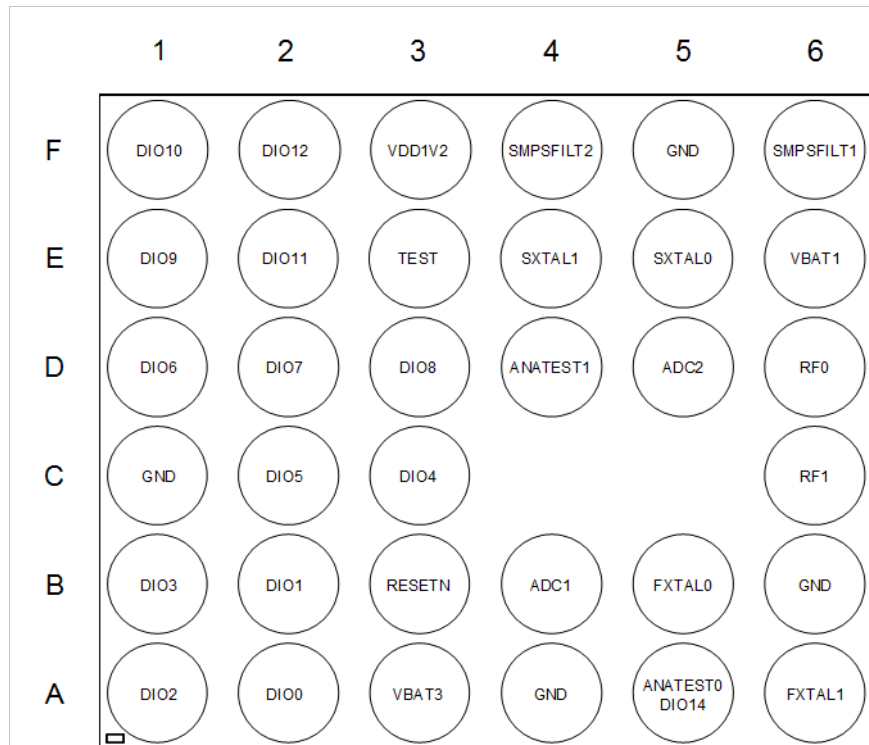 1 2 3 4 5 6
F DIO10 DIO12 VDD1V2 SMPSFILT2 GND SMPSFILT1
E DIO9 DIO11 TEST SXTAL1 SXTAL0 VBAT1
D DIO6 DIO7 DIO8 ANATEST1 ADC2 RF0
C GND DIO5 DIO4 RF1
B DIO3 DIO1 RESETN ADC1 FXTAL0 GND
A DIO2 DIO0 VBAT3 GND ANATEST0 DIO14 FXTAL1